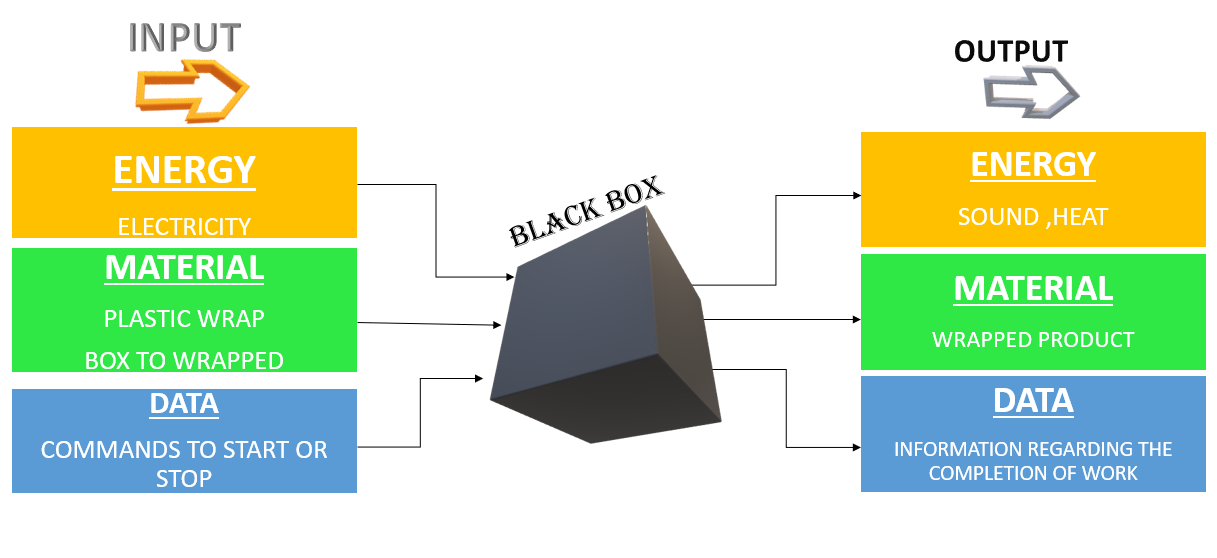 INPUT
ENERGY
ELECTRICITY
MATERIAL
PLASTIC WRAP
BOX TO WRAPPED
DATA
COMMANDS TO START OR
STOP
BLACK BOX
OUTPUT
ENERGY
SOUND ,HEAT
MATERIAL
WRAPPED PRODUCT
DATA
INFORMATION REGARDING THE
COMPLETION OF WORK